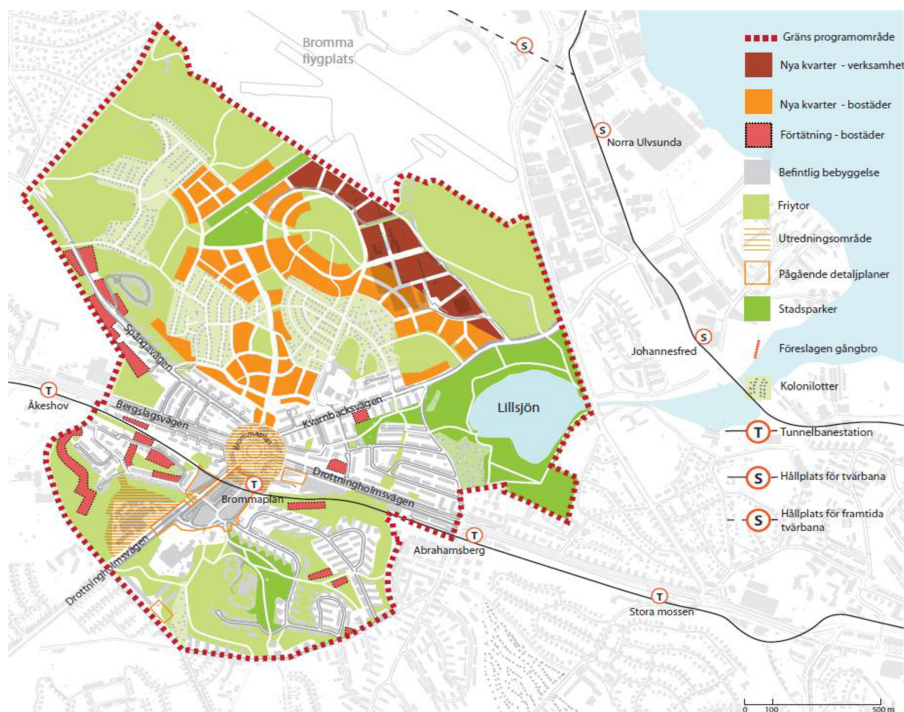 Bromma
flygplats
S
S
Norra Ulvsunda
S
Johannesfred
Spångavägen
T
Åkeshov
Bergslagsvägen
Kvarnbacksvägen
Lillsjön
Brommaplan
Drottningholmsvägen
T
Brommaplan
T
Abrahamsberg
Drottningholmsvägen
T
Stora mossen
Gräns programområde
Nya kvarter - verksamhet
Nya kvarter - bostäder
Förtätning - bostäder
Befintlig bebyggelse
Friytor
Utredningsområde
Pågående detaljplaner
Stadsparker
Föreslagen gångbro
Kolonilotter
T
Tunnelbanestation
S
Hållplats för tvärbana
S
Hållplats för framtida
tvärbana
0 100 500 m